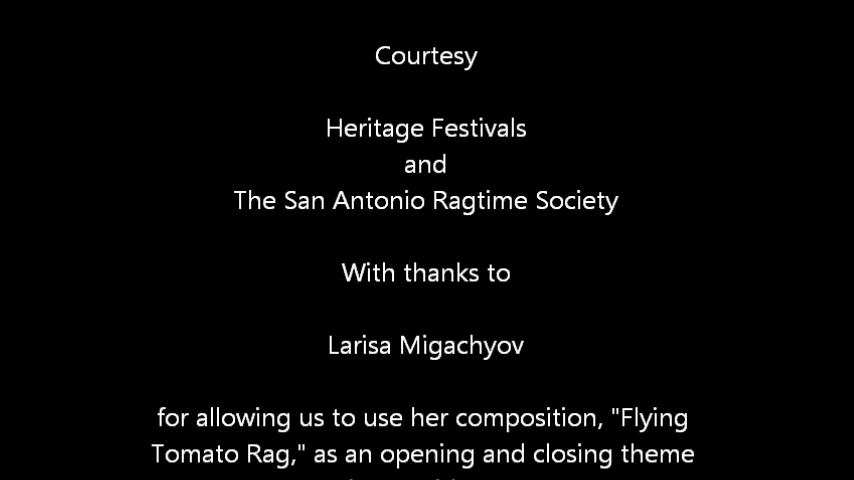 Courtesy
Heritage Festivals
and
The San Antonio Ragtime Society
With thanks to
Larisa Migachyov
for allowing us to use her composition, "Flying
Tomato Rag," as an opening and closing theme